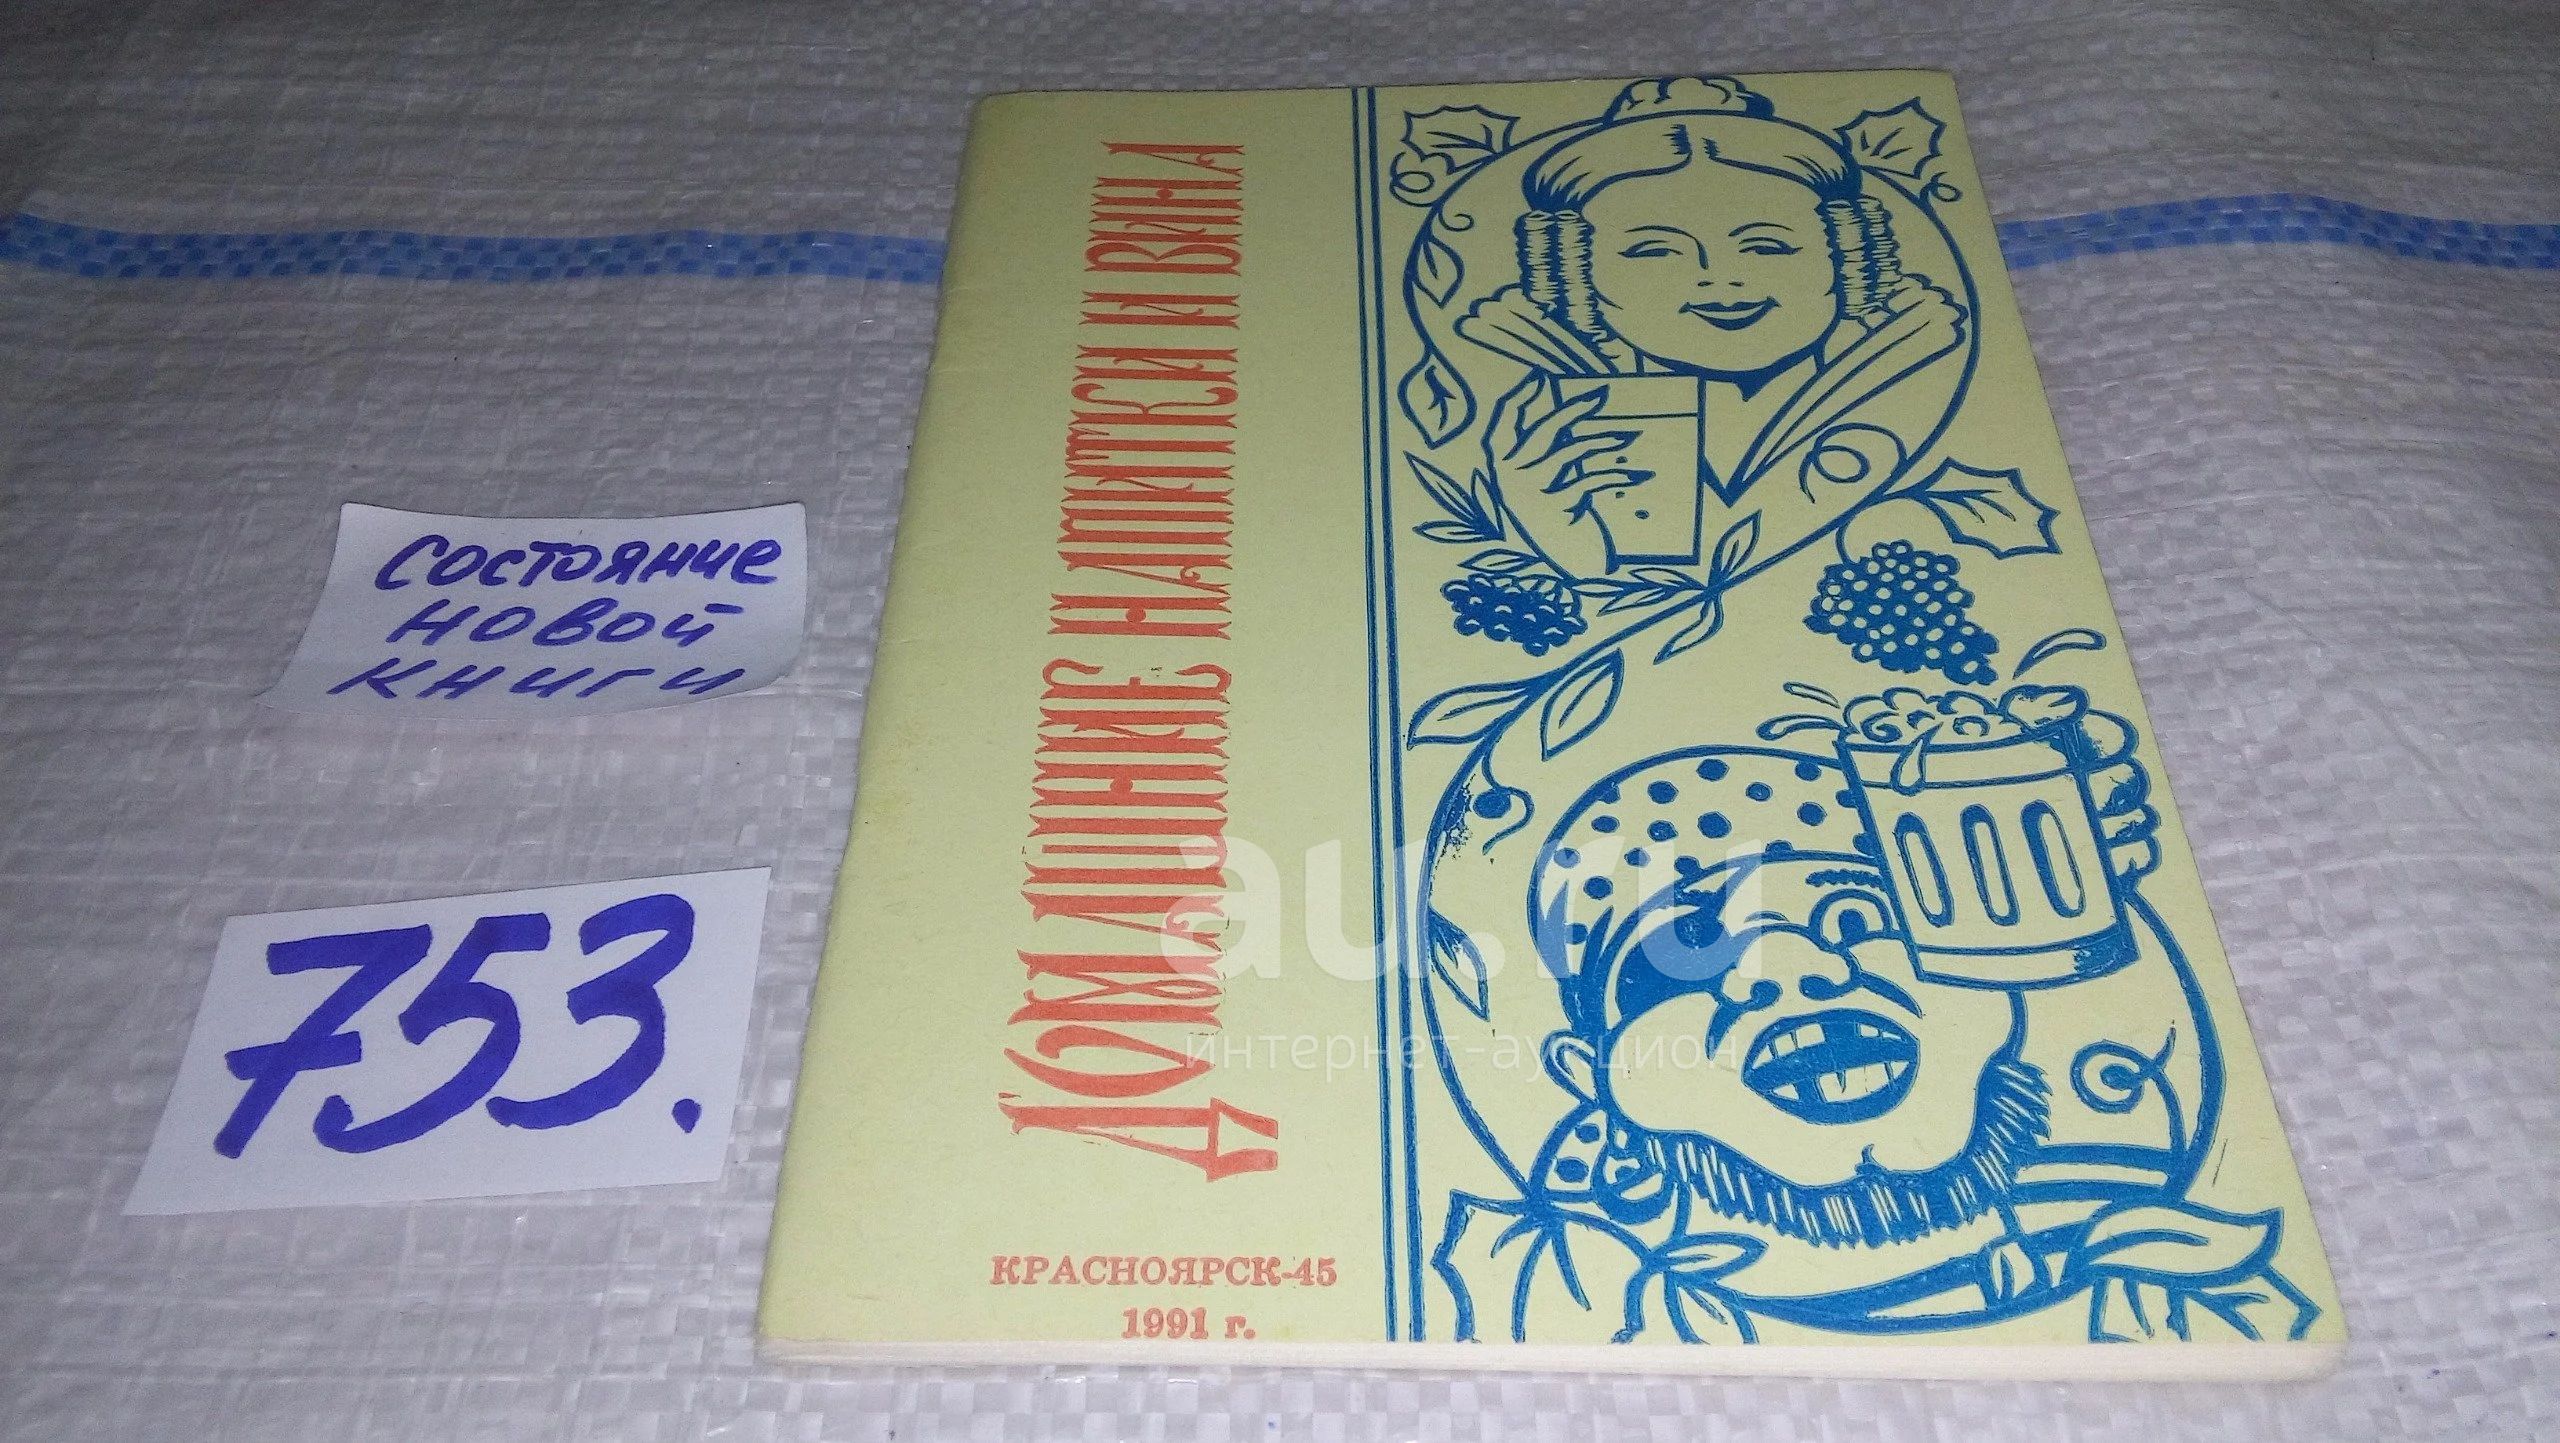 состояние
новой
книги
753.
ДОМАШНИЕ НАПИТКИ И ВИНА
КРАСНОЯРСК-45
1991 г.
au.ru
интернет-аукцион